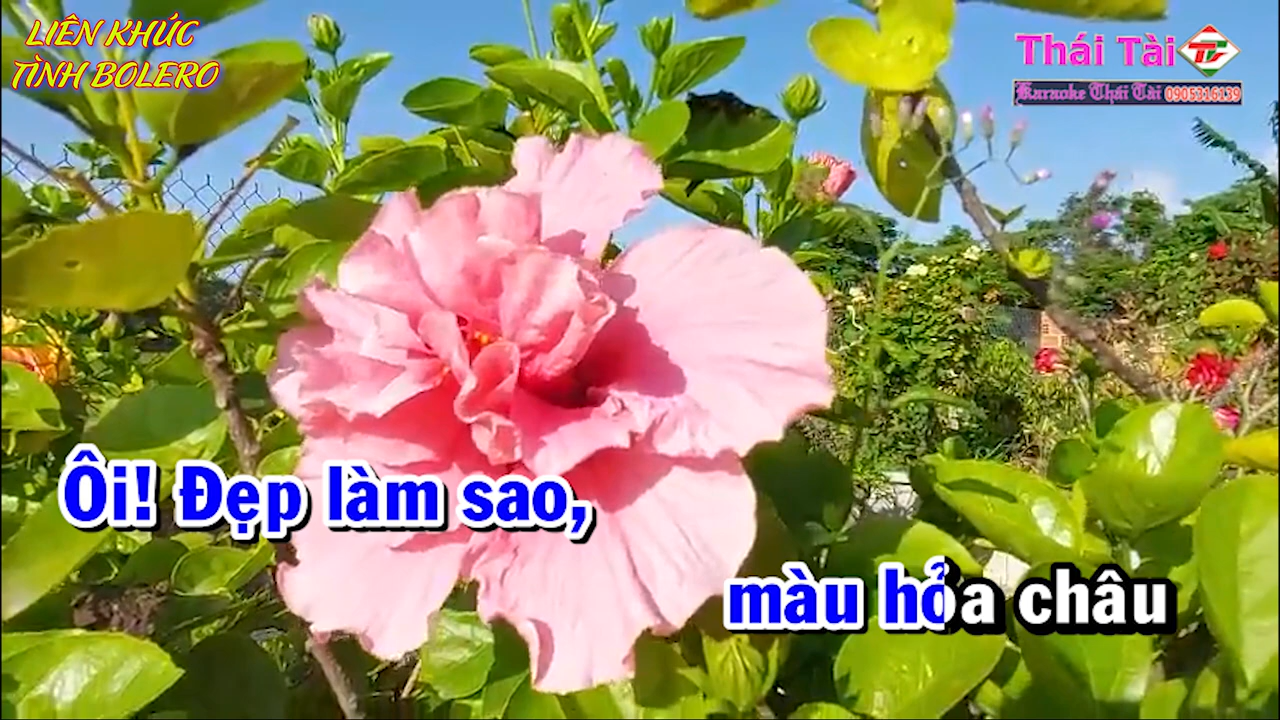 LIÊN KHÚC
TÌNH BOLERO
Thái Tài
Karaoke Thái Tài 0905316139
Ôi! Đẹp làm sao,
màu hỏa châu